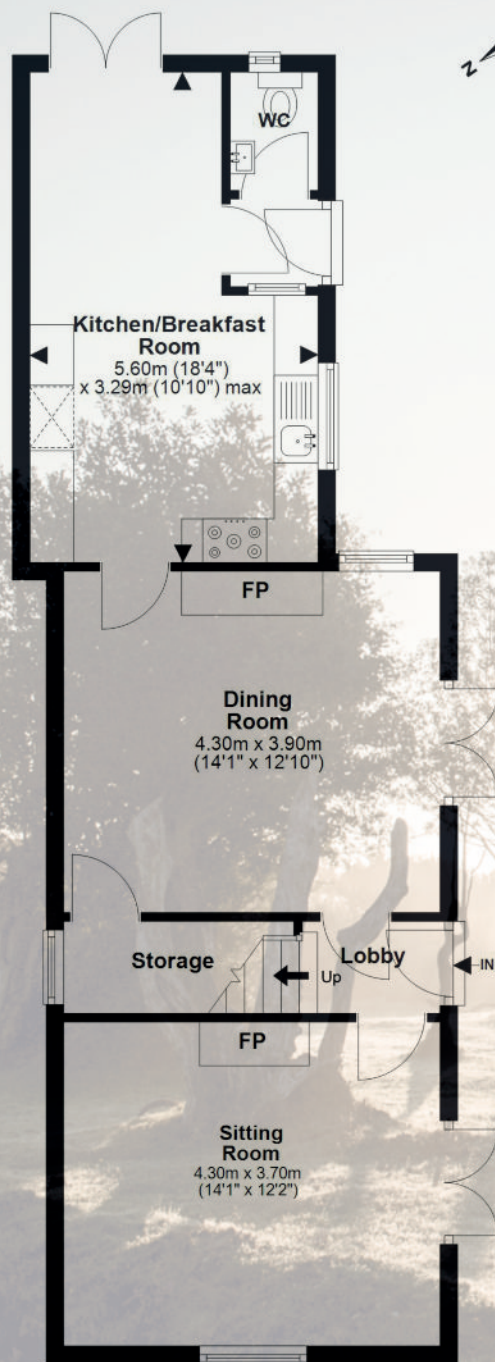 N
WC
Kitchen/Breakfast
Room
5.60m (18'4")
x 3.29m (10'10") max
FP
Dining
Room
4.30m x 3.90m
(14'1" x 12'10")
Storage
Up
Lobby
IN
FP
Sitting
Room
4.30m x 3.70m
(14'1" x 12'2")